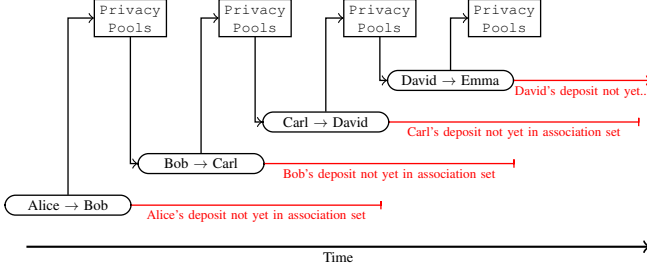 Privacy Pools
Privacy Pools
Privacy Pools
Privacy Pools
David → Emma
David's deposit not yet..
Carl → David
Carl's deposit not yet in association set
Bob → Carl
Bob's deposit not yet in association set
Alice → Bob
Alice's deposit not yet in association set
Time